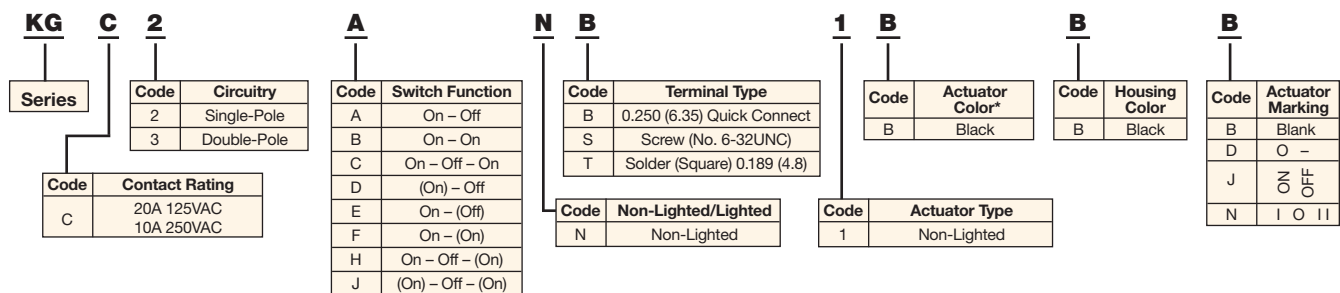 KG C 2 A N B 1 B B B
Series
Code Circuitry
2 Single-Pole
3 Double-Pole
Code Contact Rating
C 20A 125VAC
10A 250VAC
Code Switch Function
A On – Off
B On – On
C On – Off – On
D (On) – Off
E On – (Off)
F On – (On)
H On – Off – (On)
J (On) – Off – (On)
Code Terminal Type
B 0.250 (6.35) Quick Connect
S Screw (No. 6-32UNC)
T Solder (Square) 0.189 (4.8)
Code Non-Lighted/Lighted
N Non-Lighted
Code Actuator Type
1 Non-Lighted
Code Actuator
Color*
B Black
Code Housing
Color
B Black
Code Actuator
Marking
B Blank
D O –
J ON OFF
N I O II